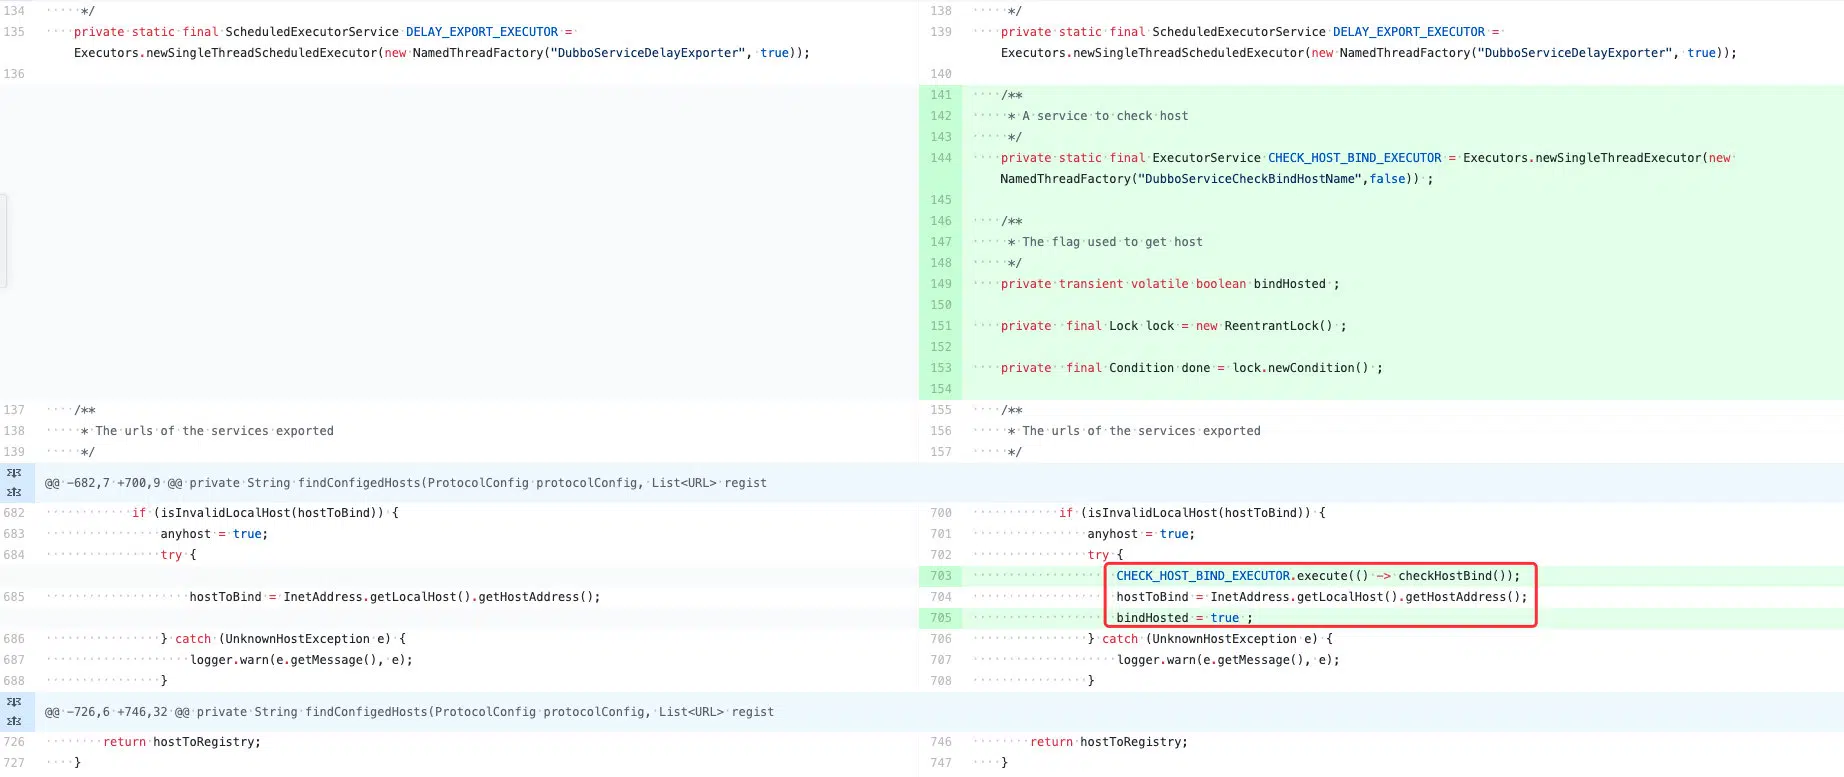 134 */
135 private static final ScheduledExecutorService DELAY_EXPORT_EXECUTOR =
Executors.newSingleThreadScheduledExecutor(new NamedThreadFactory("DubboServiceDelayExporter", true));
136
138 */
139 private static final ScheduledExecutorService DELAY_EXPORT_EXECUTOR =
Executors.newSingleThreadScheduledExecutor(new NamedThreadFactory("DubboServiceDelayExporter", true));
140
141 /**
142 * A service to check host
143 */
144 private static final ExecutorService CHECK_HOST_BIND_EXECUTOR = Executors.newSingleThreadExecutor(new
NamedThreadFactory("DubboServiceCheckBindHostName",false)) ;
145
146 /**
147 * The flag used to get host
148 */
149 private transient volatile boolean bindHosted ;
150
151 private  final Lock lock = new ReentrantLock() ;
152
153 private  final Condition done = lock.newCondition() ;
154
137 /**
138 * The urls of the services exported
139 */
155 /**
156 * The urls of the services exported
157 */
@@ -682,7 +700,9 @@ private String findConfigedHosts(ProtocolConfig protocolConfig, List<URL> regist
682 if (isInvalidLocalHost(hostToBind)) {
683 anyhost = true;
684 try {
685 hostToBind = InetAddress.getLocalHost().getHostAddress();
686 } catch (UnknownHostException e) {
687 logger.warn(e.getMessage(), e);
688 }
700 if (isInvalidLocalHost(hostToBind)) {
701 anyhost = true;
702 try {
703 CHECK_HOST_BIND_EXECUTOR.execute(() -> checkHostBind());
704 hostToBind = InetAddress.getLocalHost().getHostAddress();
705 bindHosted = true ;
706 } catch (UnknownHostException e) {
707 logger.warn(e.getMessage(), e);
708 }
@@ -726,6 +746,32 @@ private String findConfigedHosts(ProtocolConfig protocolConfig, List<URL> regist
726 return hostToRegistry;
727 }
746 return hostToRegistry;
747 }